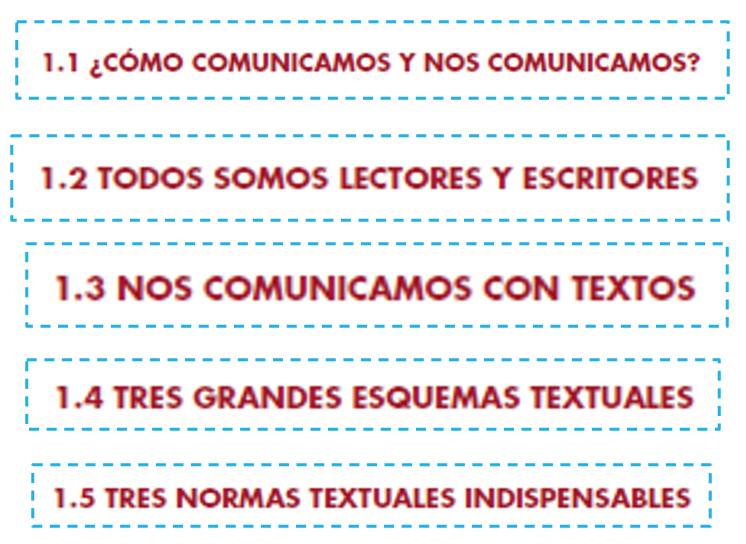 1.1 ¿CÓMO COMUNICAMOS Y NOS COMUNICAMOS?
1.2 TODOS SOMOS LECTORES Y ESCRITORES
1.3 NOS COMUNICAMOS CON TEXTOS
1.4 TRES GRANDES ESQUEMAS TEXTUALES
1.5 TRES NORMAS TEXTUALES INDISPENSABLES